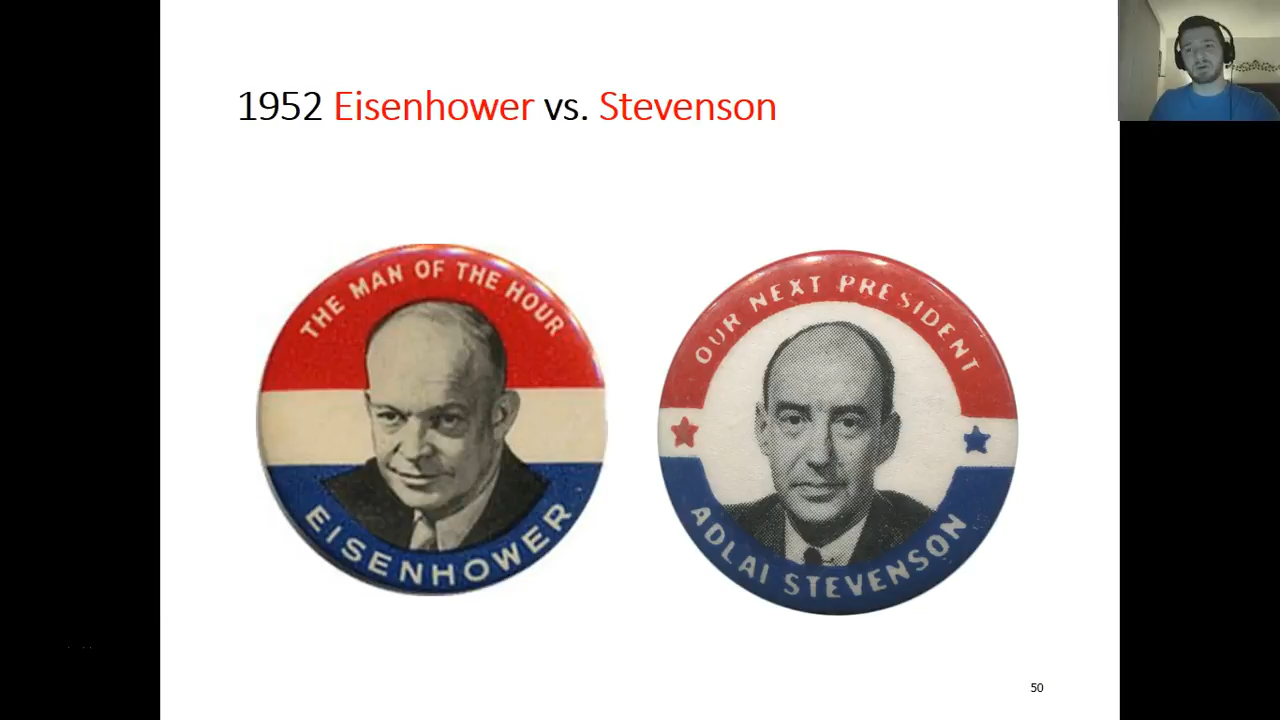 1952 Eisenhower vs. Stevenson
THE MAN OF THE HOUR
EISENHOWER
OUR NEXT PRESIDENT
ADLAI STEVENSON
50